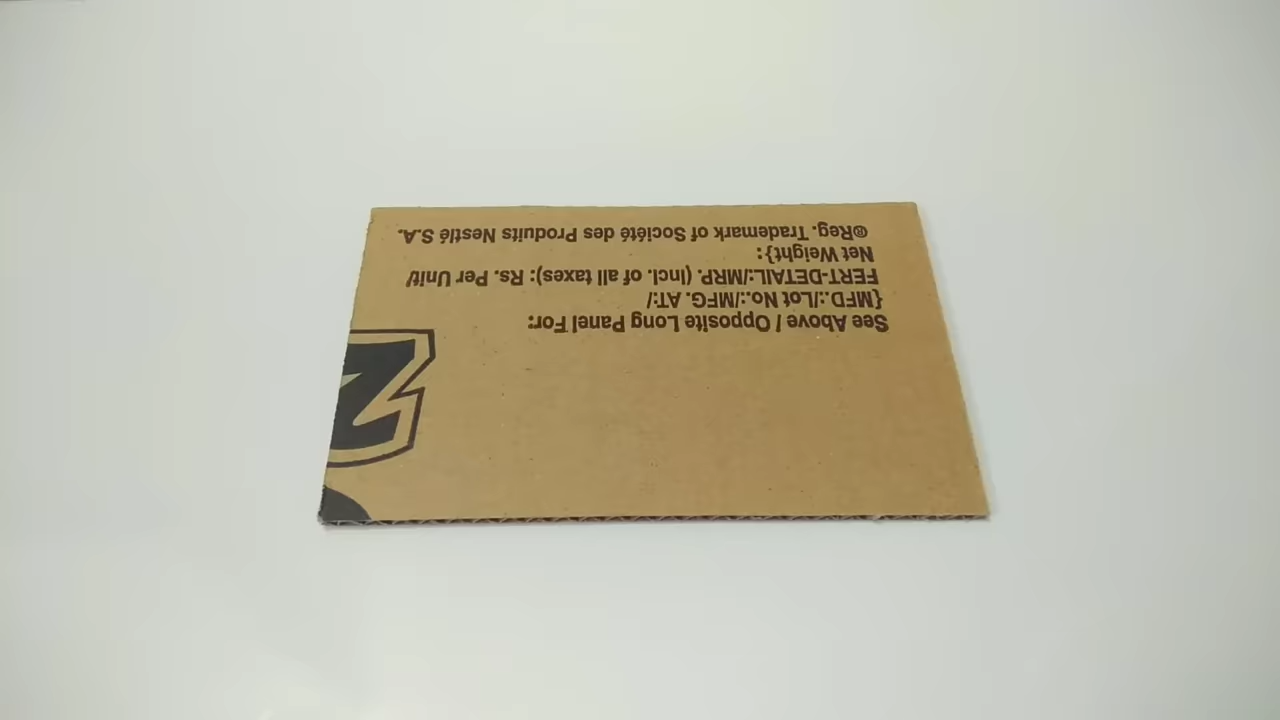 See Above / Opposite Long Panel For:
{MFD.:/Lot No.:/MFG. AT:/
FERT-DETAIL:/MRP. (Incl. of all taxes): Rs. Per Unit/
Net Weight}:
®Reg. Trademark of Société des Produits Nestlé S.A.